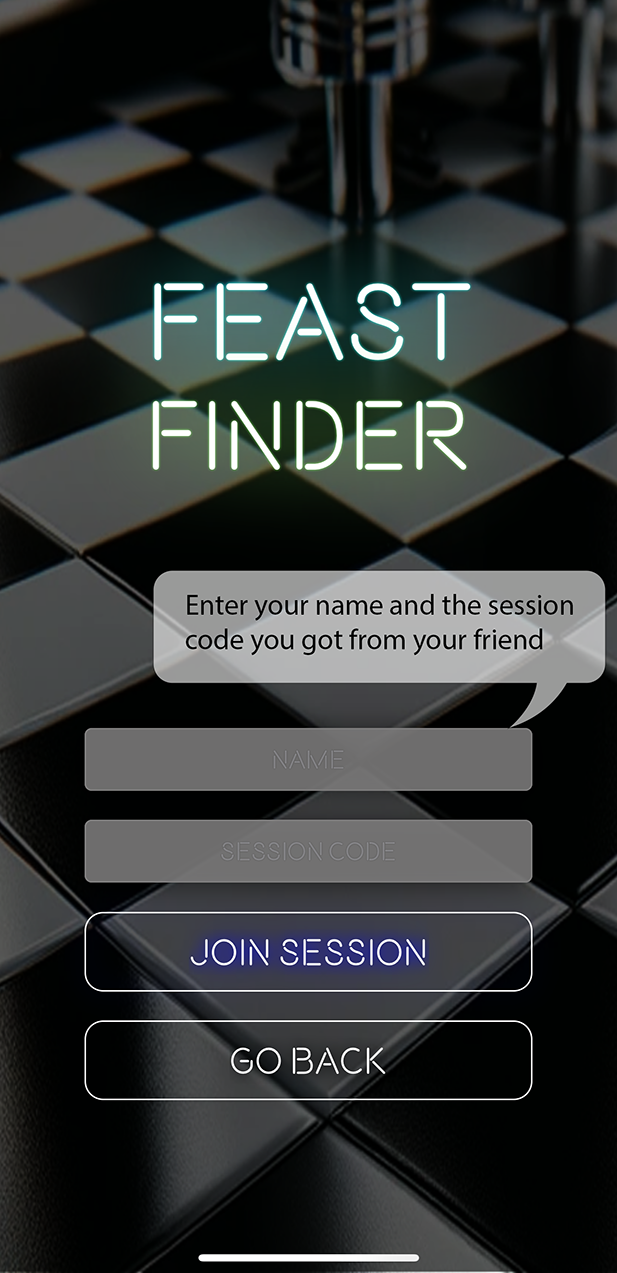 FEAST
FINDER
Enter your name and the session
code you got from your friend
NAME
SESSION CODE
JOIN SESSION
GO BACK